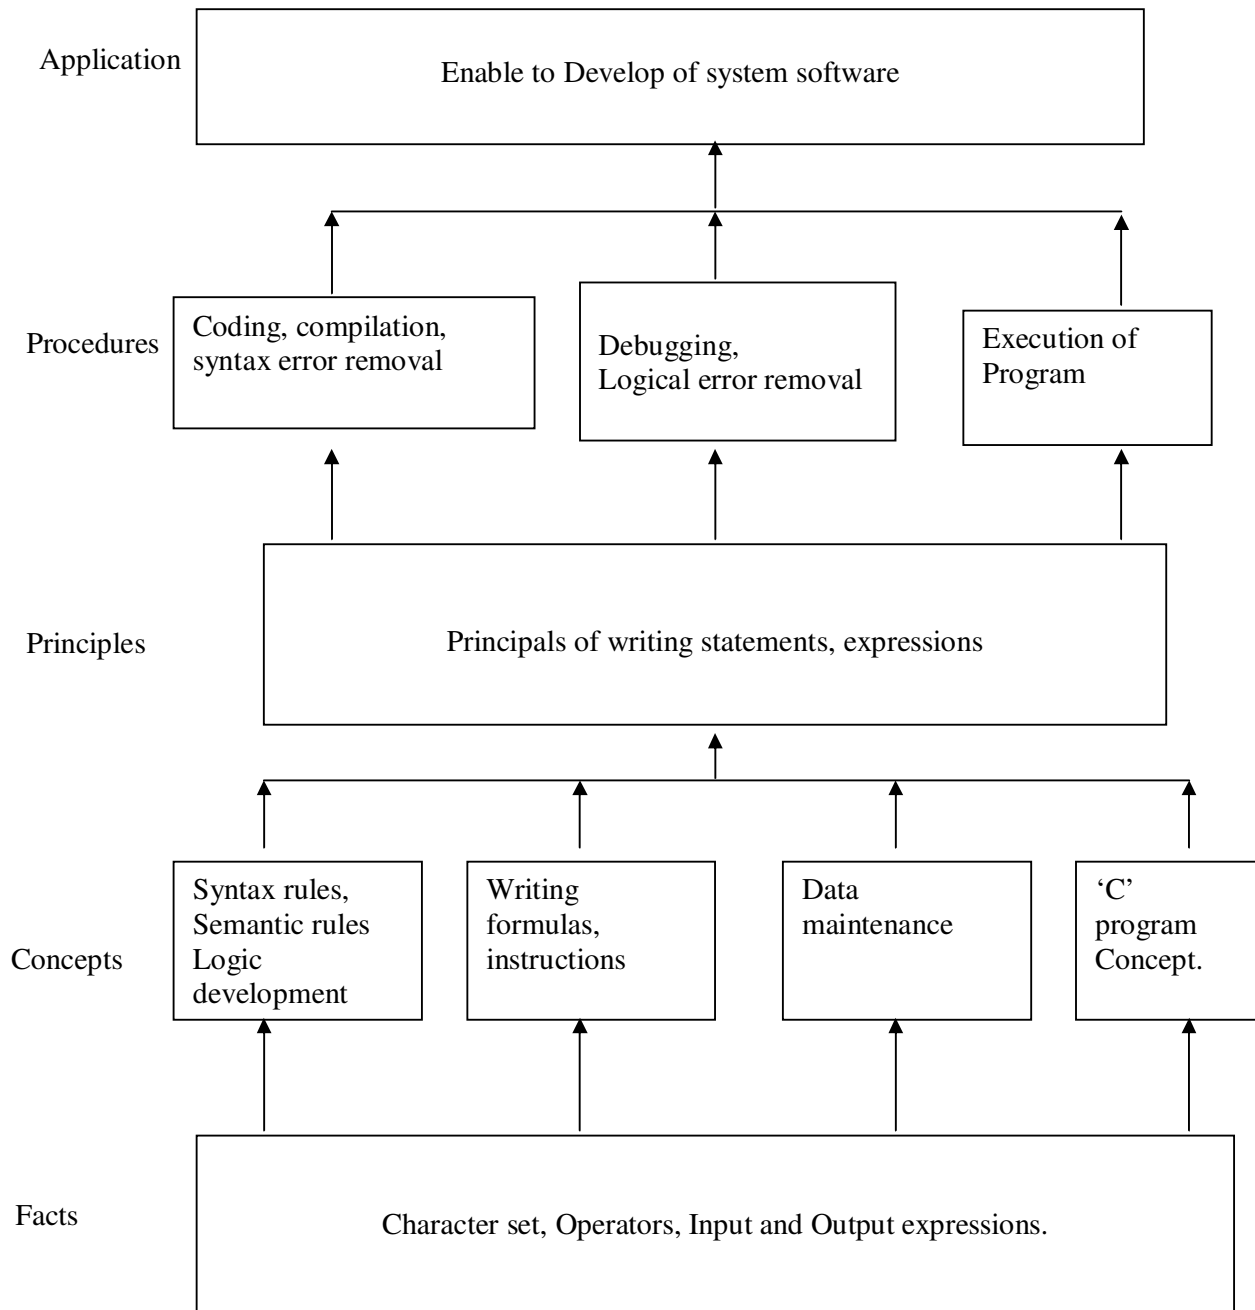 Application
Enable to Develop of system software
Procedures
Coding, compilation,
syntax error removal
Debugging,
Logical error removal
Execution of
Program
Principles
Principals of writing statements, expressions
Concepts
Syntax rules,
Semantic rules
Logic
development
Writing
formulas,
instructions
Data
maintenance
‘C’
program
Concept.
Facts
Character set, Operators, Input and Output expressions.